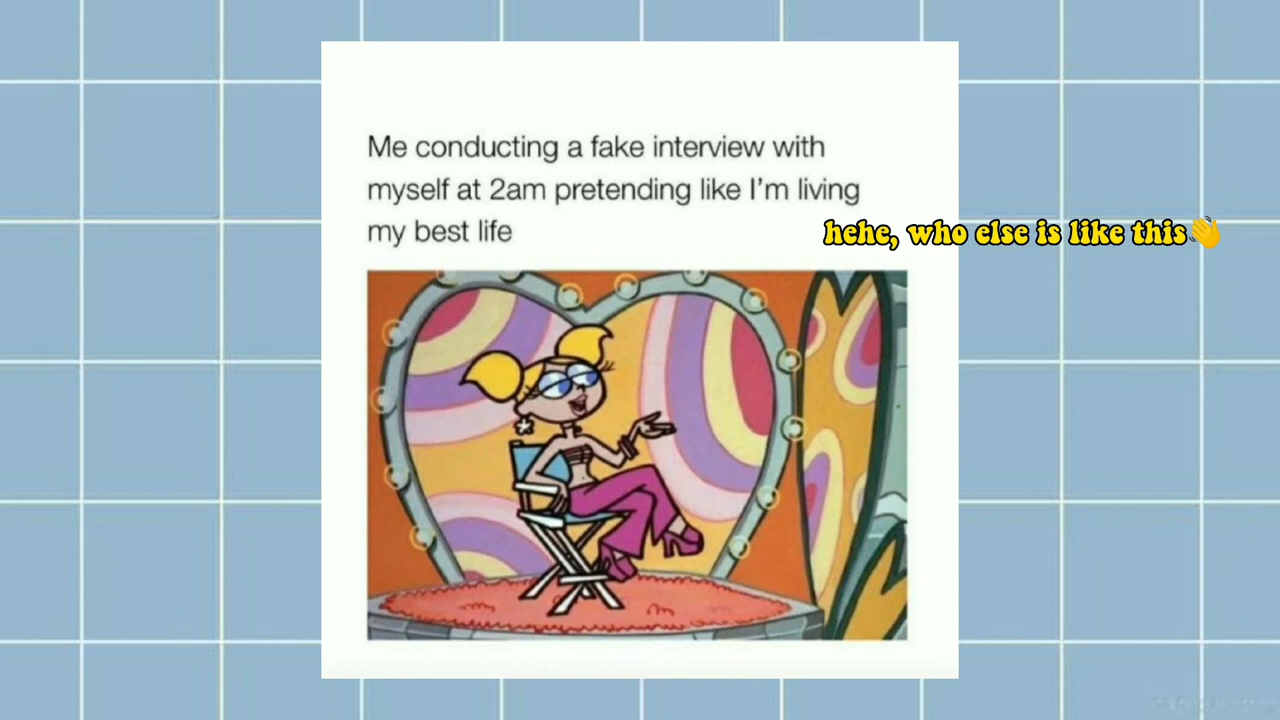 Me conducting a fake interview with
myself at 2am pretending like I'm living
my best life
hehe, who else is like this👋